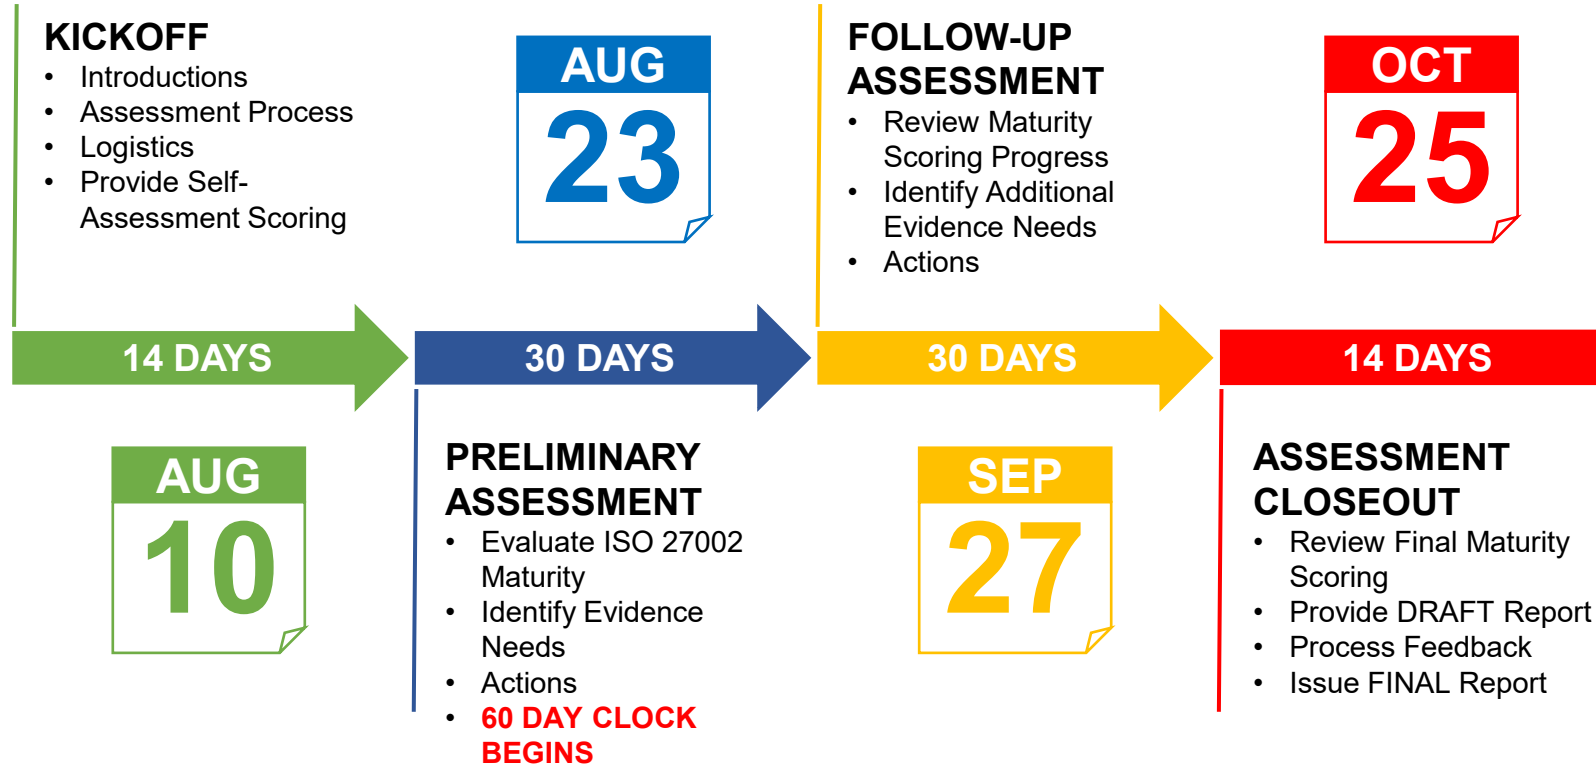 KICKOFF
• Introductions
• Assessment Process
• Logistics
• Provide Self-
Assessment Scoring
AUG
23
FOLLOW-UP
ASSESSMENT
• Review Maturity
Scoring Progress
• Identify Additional
Evidence Needs
• Actions
OCT
25
14 DAYS
30 DAYS
30 DAYS
14 DAYS
AUG
10
PRELIMINARY
ASSESSMENT
• Evaluate ISO 27002
Maturity
• Identify Evidence
Needs
• Actions
• 60 DAY CLOCK
BEGINS
SEP
27
ASSESSMENT
CLOSEOUT
• Review Final Maturity
Scoring
• Provide DRAFT Report
• Process Feedback
• Issue FINAL Report